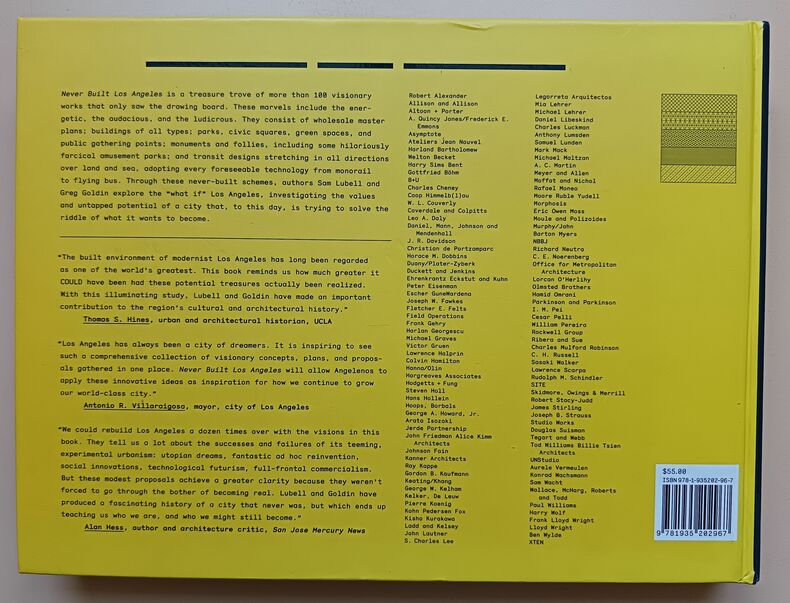 Never Built Los Angeles is a treasure trove of more than 100 visionary
works that only saw the drowing board. These marvels include the ener-
getic, the audacious, and the ludicrous. They consist of wholesale master
plans; buildings of all types; parks, civic squares, green spaces, and
public gathering points; monuments and follies, including some hilariously
farcical amusement parks; and transit designs stretching in all directions
over land and sea, adopting every foreseeable technology from monorail
to flying bus. Through these never-built schemes, authors Sam Lubell and
Greg Goldin explore the "what if" Los Angeles, investigating the values
and untapped potential of a city that, to this day, is trying to solve the
riddle of what it wants to become.
"The built environment of modernist Los Angeles has long been regarded
as one of the world's greatest. This book reminds us how much greater it
COULD have been had these potential treasures actually been realized.
With this illuminating study, Lubell and Goldin have made an important
contribution to the region's cultural and architectural history."
Thomas S. Hines, urban and architectural historian, UCLA
"Los Angeles has always been a city of dreamers. It is inspiring to see
such a comprehensive collection of visionary concepts, plans, and propos-
als gathered in one place. Never Built Los Angeles will allow Angelenos to
apply these innovative ideas as inspiration for how we continue to grow
our world-class city."
Antonio R. Villaraigosa, mayor, city of Los Angeles
"We could rebuild Los Angeles a dozen times over with the visions in this
book. They tell us a lot about the successes and failures of its teeming,
experimental urbanism: utopian dreams, fantastic ad hoc reinvention,
social innovations, technological futurism, full-frontal commercialism.
But these modest proposals achieve a greater clarity because they weren't
forced to go through the bother of becoming real. Lubell and Goldin have
produced a fascinating history of a city that never was, but which ends up
teaching us who we are, and who we might still become."
Alan Hess, author and architecture critic, San Jose Mercury News
Robert Alexander
Allison and Allison
Altoon + Porter
A. Quincy Jones/Frederick E.
Emmons
Asymptote
Ateliers Jean Nouvel
Harland Bartholomew
Welton Becket
Harry Sims Bent
Gottfried Böhm
B+U
Charles Cheney
Coop Himmelb(l)au
W. L. Couverly
Coverdale and Colpitts
Leo A. Daly
Daniel, Mann, Johnson and
Mendenhall
J. R. Davidson
Christian de Portzamparc
Horace M. Dobbins
Duany/Plater-Zyberk
Duckett and Jenkins
Ehrenkrantz Eckstut and Kuhn
Peter Eisenman
Escher GuneWardena
Joseph W. Fawkes
Fletcher E. Felts
Field Operations
Frank Gehry
Harlan Georgescu
Michael Graves
Victor Gruen
Lawrence Halprin
Calvin Hamilton
Hanna/Olin
Hargreaves Associates
Hodgetts + Fung
Steven Holl
Hans Hollein
Hoops, Borbals
George A. Howard, Jr.
Arata Isozaki
Jerde Partnership
John Friedman Alice Kimm
Architects
Johnson Fain
Kanner Architects
Ray Kappe
Gordon B. Kaufmann
Keating/Khang
George W. Kelham
Kelker, De Leuw
Pierre Koenig
Kohn Pedersen Fox
Kisho Kurokawa
Ladd and Kelsey
John Lautner
S. Charles Lee
Legorreta Arquitectos
Mia Lehrer
Michael Lehrer
Daniel Libeskind
Charles Luckman
Anthony Lumsden
Samuel Lunden
Mark Mack
Michael Maltzan
A. C. Martin
Meyer and Allen
Moffat and Nichol
Rafael Moneo
Moore Ruble Yudell
Morphosis
Eric Owen Moss
Moule and Polizoides
Murphy/Jahn
Barton Myers
NBBJ
Richard Neutra
C. E. Noerenberg
Office for Metropolitan
Architecture
Lorcan O'Herlihy
Olmsted Brothers
Hamid Omrani
Parkinson and Parkinson
I. M. Pei
Cesar Pelli
William Pereira
Rockwell Group
Ribera and Sue
Charles Mulford Robinson
C. H. Russell
Sasaki Walker
Lawrence Scarpa
Rudolph M. Schindler
SITE
Skidmore, Owings & Merrill
Robert Stacy-Judd
James Stirling
Joseph B. Strauss
Studio Works
Douglas Suisman
Tegart and Webb
Tod Williams Billie Tsien
Architects
UNStudio
Aurele Vermeulen
Konrad Wachsmann
Sam Wacht
Wallace, McHarg, Roberts
and Todd
Paul Williams
Harry Wolf
Frank Lloyd Wright
Lloyd Wright
Ben Wylde
XTEN
$55.00
ISBN 978-1-935202-96-7
9 781935 202967